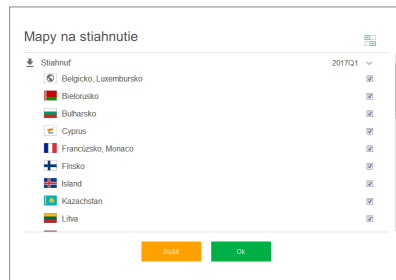 Mapy na stiahnutie
Stiahnuť 2017Q1
Belgicko, Luxembursko
Bielorusko
Bulharsko
Cyprus
Francúzsko, Monaco
Fínsko
Island
Kazachstan
Litva
Zrušiť Ok